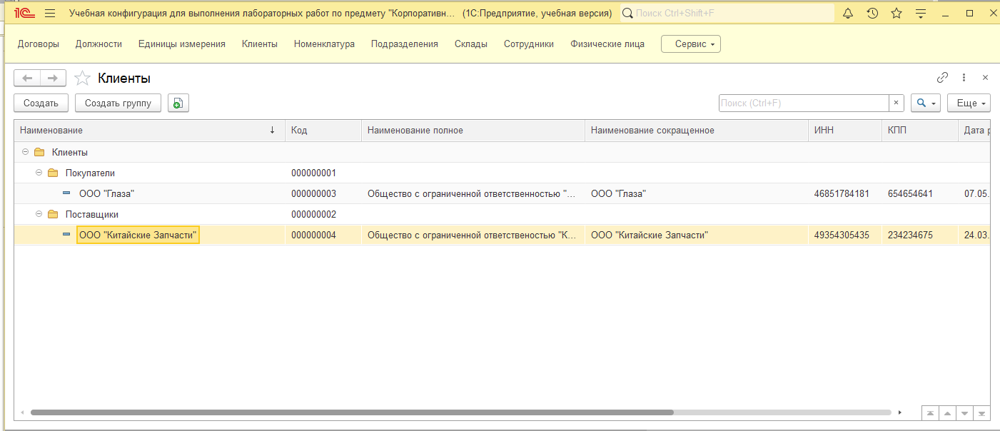 1С Учебная конфигурация для выполнения лабораторных работ по предмету "Корпоративн... (1С:Предприятие, учебная версия) Поиск Ctrl+Shift+F
Договоры Должности Единицы измерения Клиенты Номенклатура Подразделения Склады Сотрудники Физические лица Сервис
Клиенты
Создать Создать группу Поиск (Ctrl+F) × Еще
Наименование ↓ Код Наименование полное Наименование сокращенное ИНН КПП Дата р
Клиенты
Покупатели 000000001
ООО "Глаза" 000000003 Общество с ограниченной ответственностью "... ООО "Глаза" 46851784181 654654641 07.05.
Поставщики 000000002
ООО "Китайские Запчасти" 000000004 Общество с ограниченной ответственостью "К... ООО "Китайские Запчасти" 49354305435 234234675 24.03.